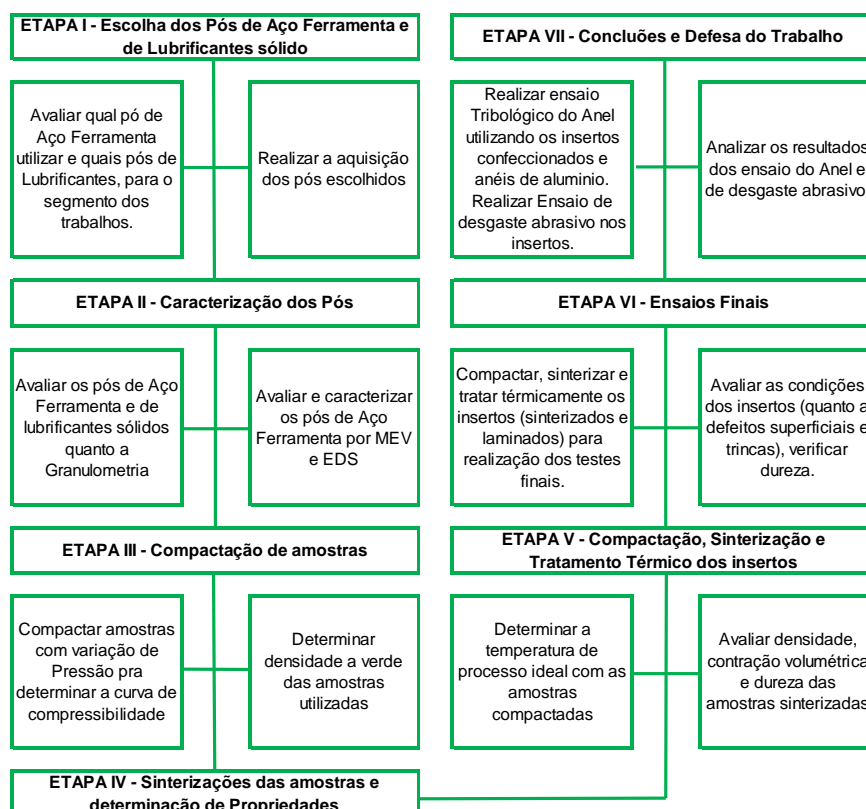 ETAPA I - Escolha dos Pós de Aço Ferramenta e
de Lubrificantes sólido
Avaliar qual pó de
Aço Ferramenta
utilizar e quais pós de
Lubrificantes, para o
segmento dos
trabalhos.
Realizar a aquisição
dos pós escolhidos
ETAPA II - Caracterização dos Pós
Avaliar os pós de Aço
Ferramenta e de
lubrificantes sólidos
quanto a
Granulometria
Avaliar e caracterizar
os pós de Aço
Ferramenta por MEV
e EDS
ETAPA III - Compactação de amostras
Compactar amostras
com variação de
Pressão pra
determinar a curva de
compressibilidade
Determinar
densidade a verde
das amostras
utilizadas
ETAPA IV - Sinterizações das amostras e
determinação de Propriedades
ETAPA VII - Concluões e Defesa do Trabalho
Realizar ensaio
Tribológico do Anel
utilizando os insertos
confeccionados e
anéis de aluminio.
Realizar Ensaio de
desgaste abrasivo nos
insertos.
Analizar os resultados
dos ensaio do Anel e
de desgaste abrasivo
ETAPA VI - Ensaios Finais
Compactar, sinterizar e
tratar térmicamente os
insertos (sinterizados e
laminados) para
realização dos testes
finais.
Avaliar as condições
dos insertos (quanto a
defeitos superficiais e
trincas), verificar
dureza.
ETAPA V - Compactação, Sinterização e
Tratamento Térmico dos insertos
Determinar a
temperatura de
processo ideal com as
amostras
compactadas
Avaliar densidade,
contração volumétrica
e dureza das
amostras sinterizadas